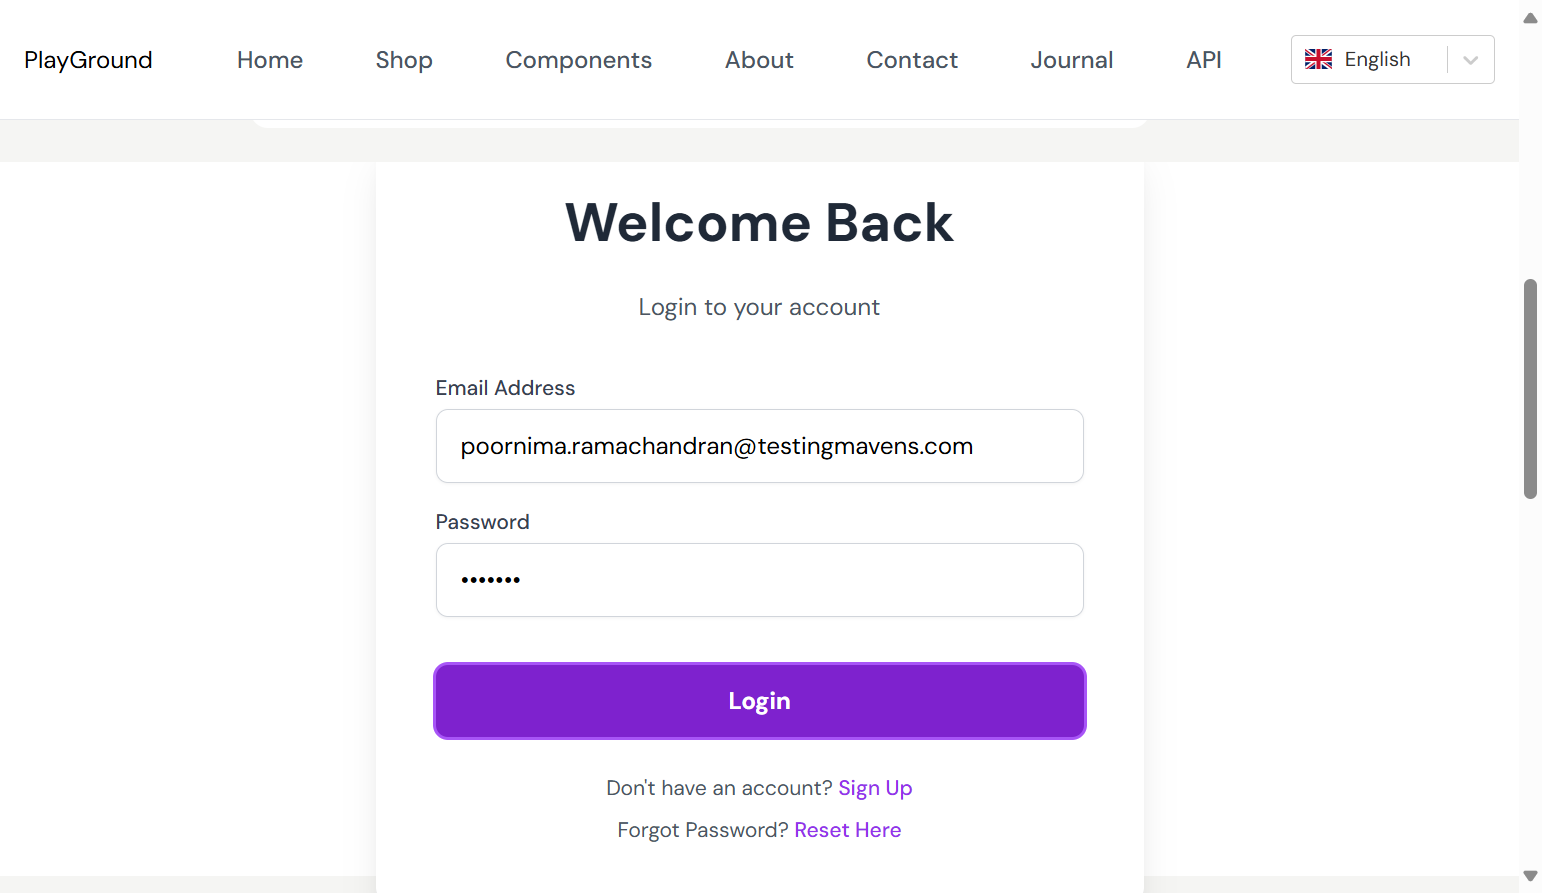 PlayGround Home Shop Components About Contact Journal API English
Welcome Back
Login to your account
Email Address
poornima.ramachandran@testingmavens.com
Password
•••••••
Login
Don't have an account? Sign Up
Forgot Password? Reset Here